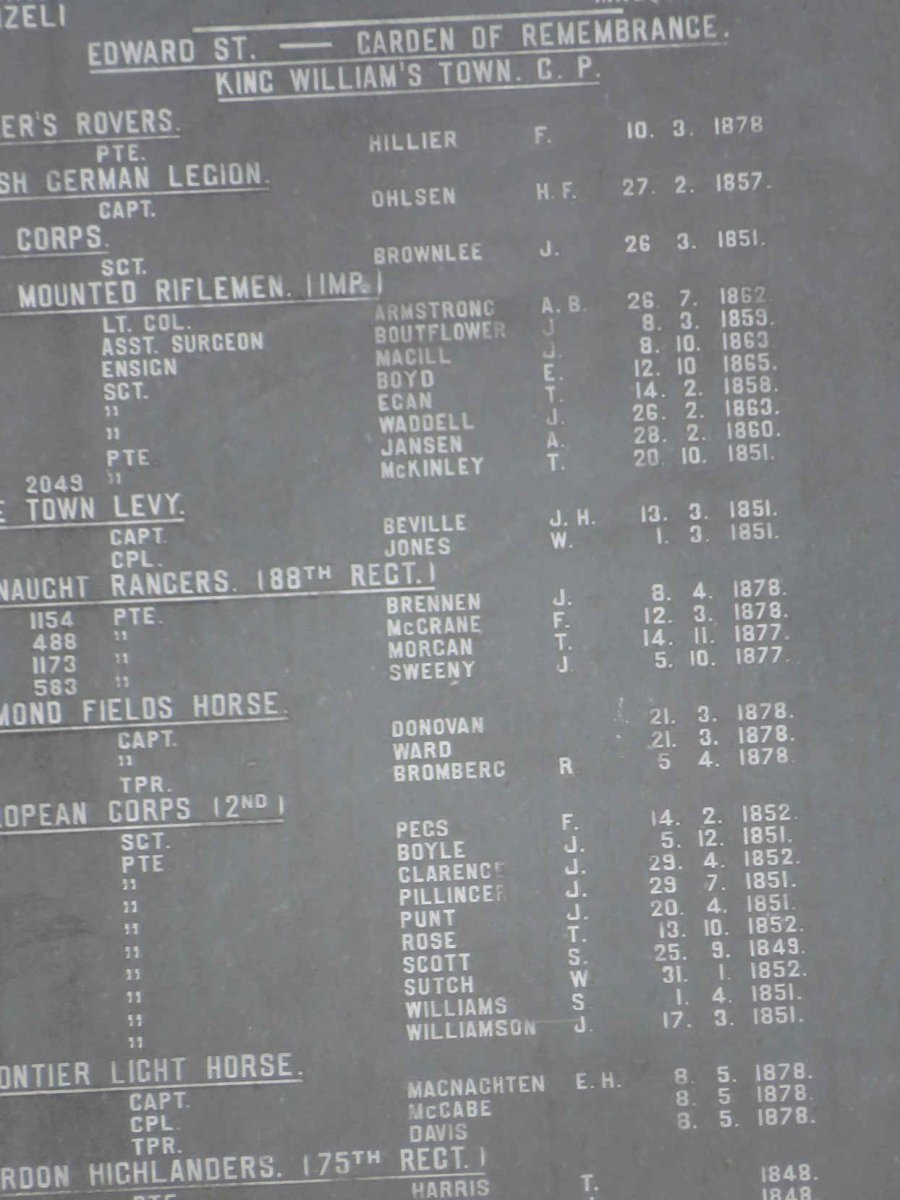 ZELI
EDWARD ST. — GARDEN OF REMEMBRANCE.
KING WILLIAM'S TOWN. C. P.
ER'S ROVERS.
PTE. HILLIER F. 10. 3. 1878
SH GERMAN LEGION.
CAPT. OHLSEN H. F. 27. 2. 1857.
CORPS.
SGT. BROWNLEE J. 26 3. 1851.
MOUNTED RIFLEMEN. (IMP.)
LT. COL. ARMSTRONG A. B. 26. 7. 1862.
ASST. SURGEON BOUTFLOWER J 8. 3. 1859.
ENSIGN MAGILL J. 8. 10. 1863
SGT. BOYD E. 12. 10 1865.
" EGAN T. 14. 2. 1858.
" WADDELL J. 26. 2. 1863.
PTE. JANSEN A. 28. 2. 1860.
2049 " McKINLEY T. 20 10. 1851.
E TOWN LEVY.
CAPT. BEVILLE J. H. 13. 3. 1851.
CPL. JONES W. 1. 3. 1851.
NAUGHT RANGERS. (88TH REGT.)
1154 PTE. BRENNEN J. 8. 4. 1878.
488 " McGRANE F. 12. 3. 1878.
1173 " MORGAN T. 14. 11. 1877.
583 " SWEENY J 5. 10. 1877.
MOND FIELDS HORSE.
CAPT. DONOVAN 21. 3. 1878.
" WARD 21. 3. 1878.
TPR. BROMBERG R 5 4. 1878.
OPEAN CORPS (2ND)
SGT. PEGS F. 14. 2. 1852.
PTE BOYLE J. 5. 12. 1851.
" CLARENCE J. 29. 4. 1852.
" PILLINGER J. 29 7. 1851.
" PUNT J. 20. 4. 1851.
" ROSE T. 13. 10. 1852.
" SCOTT S. 25. 9. 1849.
" SUTCH W 31. 1. 1852.
" WILLIAMS S. 1. 4. 1851.
" WILLIAMSON J. 17. 3. 1851.
ONTIER LIGHT HORSE.
CAPT. MACNAGHTEN E. H. 8. 5. 1878.
CPL. McCABE 8. 5 1878.
TPR. DAVIS 8. 5. 1878.
RDON HIGHLANDERS. (75TH REGT.)
PTE HARRIS T. 1848.
1848